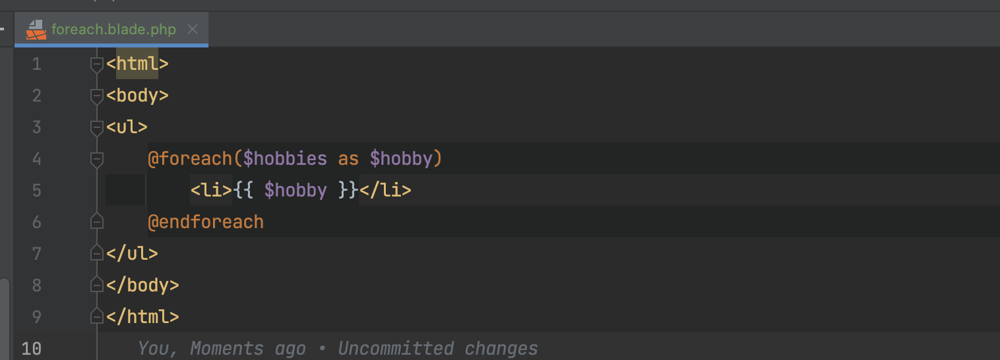 foreach.blade.php
1 <html>
2 <body>
3 <ul>
4     @foreach($hobbies as $hobby)
5         <li>{{ $hobby }}</li>
6     @endforeach
7 </ul>
8 </body>
9 </html>
10    You, Moments ago • Uncommitted changes